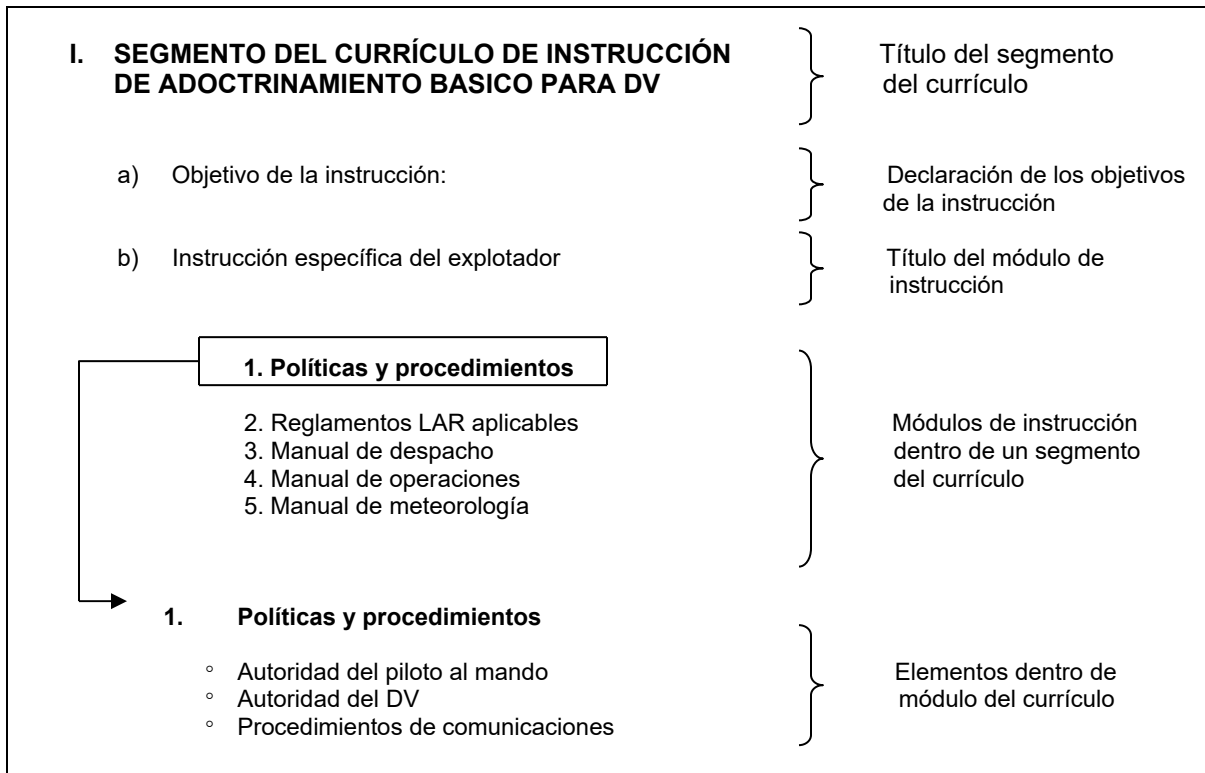 I. SEGMENTO DEL CURRÍCULO DE INSTRUCCIÓN
DE ADOCTRINAMIENTO BASICO PARA DV
Título del segmento
del currículo
a) Objetivo de la instrucción:
Declaración de los objetivos
de la instrucción
b) Instrucción específica del explotador
Título del módulo de
instrucción
1. Políticas y procedimientos
2. Reglamentos LAR aplicables
3. Manual de despacho
4. Manual de operaciones
5. Manual de meteorología
Módulos de instrucción
dentro de un segmento
del currículo
1. Políticas y procedimientos
° Autoridad del piloto al mando
° Autoridad del DV
° Procedimientos de comunicaciones
Elementos dentro de
módulo del currículo